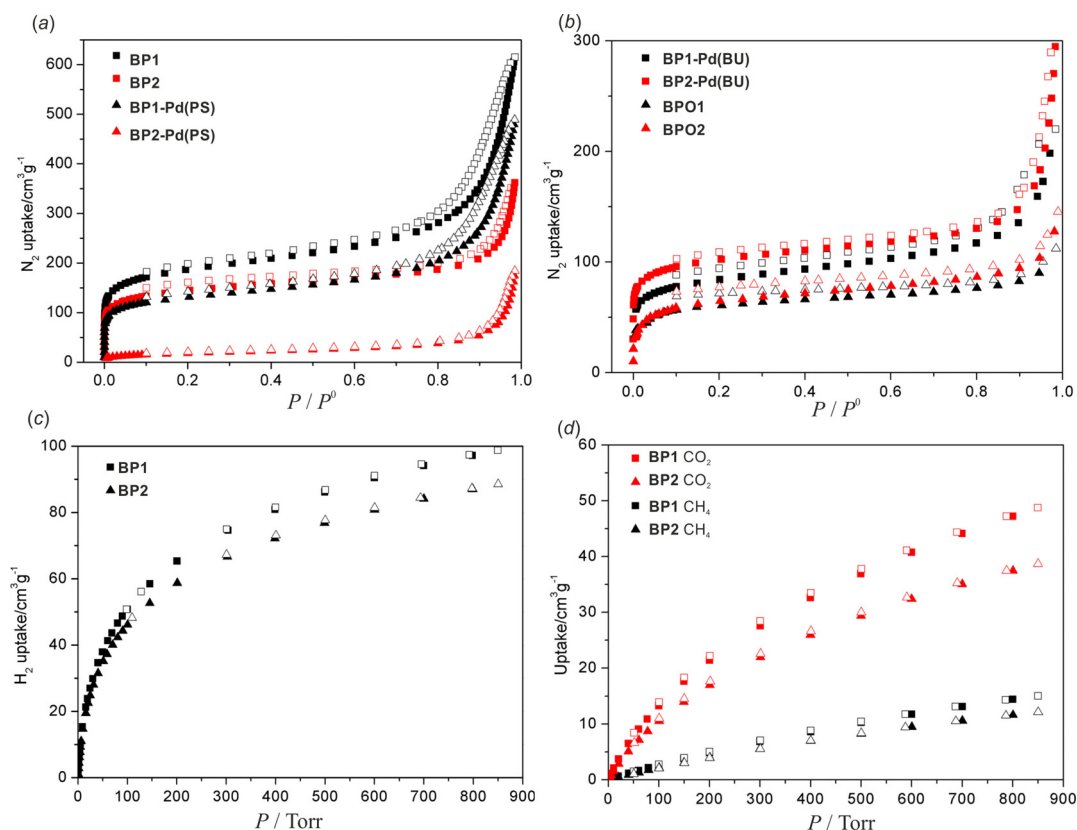 (a)
BP1
BP2
BP1-Pd(PS)
BP2-Pd(PS)
N₂ uptake/cm³g⁻¹
600
500
400
300
200
100
0
0.0 0.2 0.4 0.6 0.8 1.0
P / P⁰
(b)
BP1-Pd(BU)
BP2-Pd(BU)
BPO1
BPO2
N₂ uptake/cm³g⁻¹
300
200
100
0
0.0 0.2 0.4 0.6 0.8 1.0
P / P⁰
(c)
BP1
BP2
H₂ uptake/cm³g⁻¹
100
80
60
40
20
0
0 100 200 300 400 500 600 700 800 900
P / Torr
(d)
BP1 CO₂
BP2 CO₂
BP1 CH₄
BP2 CH₄
Uptake/cm³g⁻¹
60
50
40
30
20
10
0
0 100 200 300 400 500 600 700 800 900
P / Torr